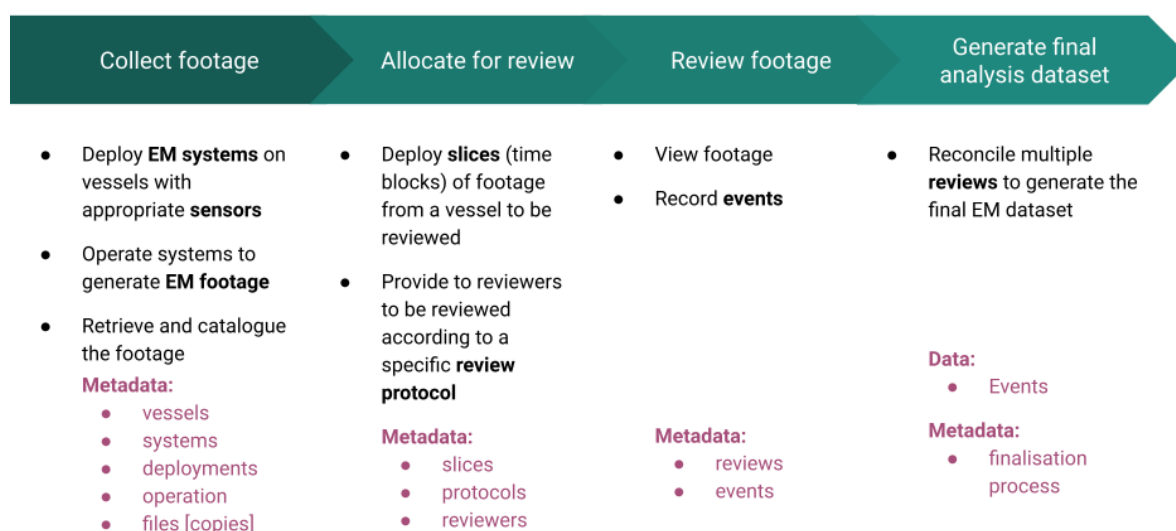 Collect footage
Allocate for review
Review footage
Generate final
analysis dataset
● Deploy EM systems on
vessels with
appropriate sensors
● Operate systems to
generate EM footage
● Retrieve and catalogue
the footage
Metadata:
● vessels
● systems
● deployments
● operation
● files [copies]
● Deploy slices (time
blocks) of footage
from a vessel to be
reviewed
● Provide to reviewers
to be reviewed
according to a
specific review
protocol
Metadata:
● slices
● protocols
● reviewers
● View footage
● Record events
Metadata:
● reviews
● events
● Reconcile multiple
reviews to generate the
final EM dataset
Data:
● Events
Metadata:
● finalisation
process